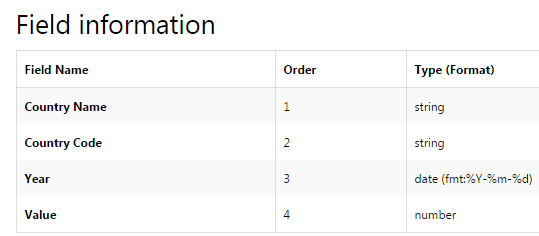 Field information
Field Name Order Type (Format)
Country Name 1 string
Country Code 2 string
Year 3 date (fmt:%Y-%m-%d)
Value 4 number